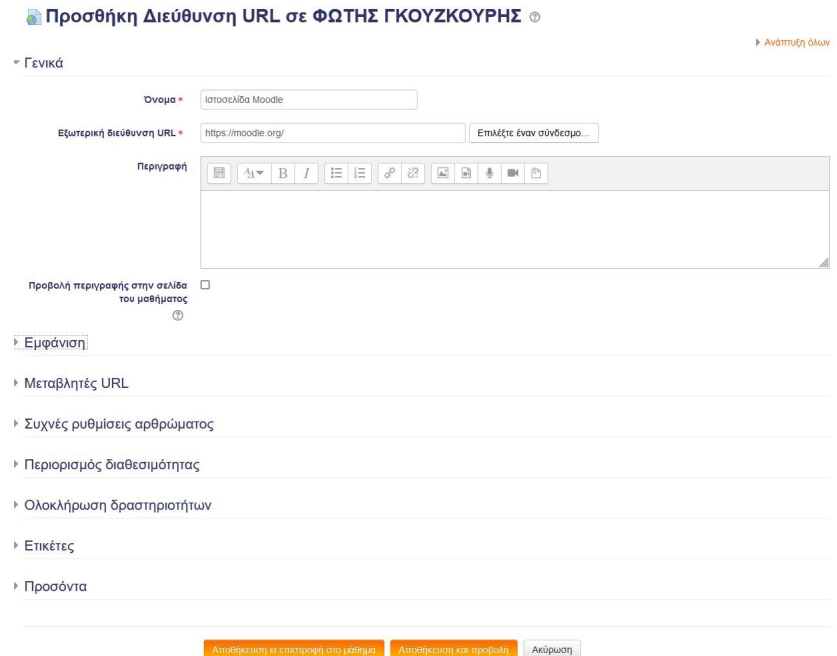 Προσθήκη Διεύθυνση URL σε ΦΩΤΗΣ ΓΚΟΥΖΚΟΥΡΗΣ
Ανάπτυξη όλων
Γενικά
Όνομα
Ιστοσελίδα Moodle
Εξωτερική διεύθυνση URL
https://moodle.org/
Επιλέξτε έναν σύνδεσμο...
Περιγραφή
Προβολή περιγραφής στην σελίδα
του μαθήματος
Εμφάνιση
Μεταβλητές URL
Συχνές ρυθμίσεις αρθρώματος
Περιορισμός διαθεσιμότητας
Ολοκλήρωση δραστηριοτήτων
Ετικέτες
Προσόντα
Αποθήκευση κι επιστροφή στο μάθημα
Αποθήκευση και προβολή
Ακύρωση